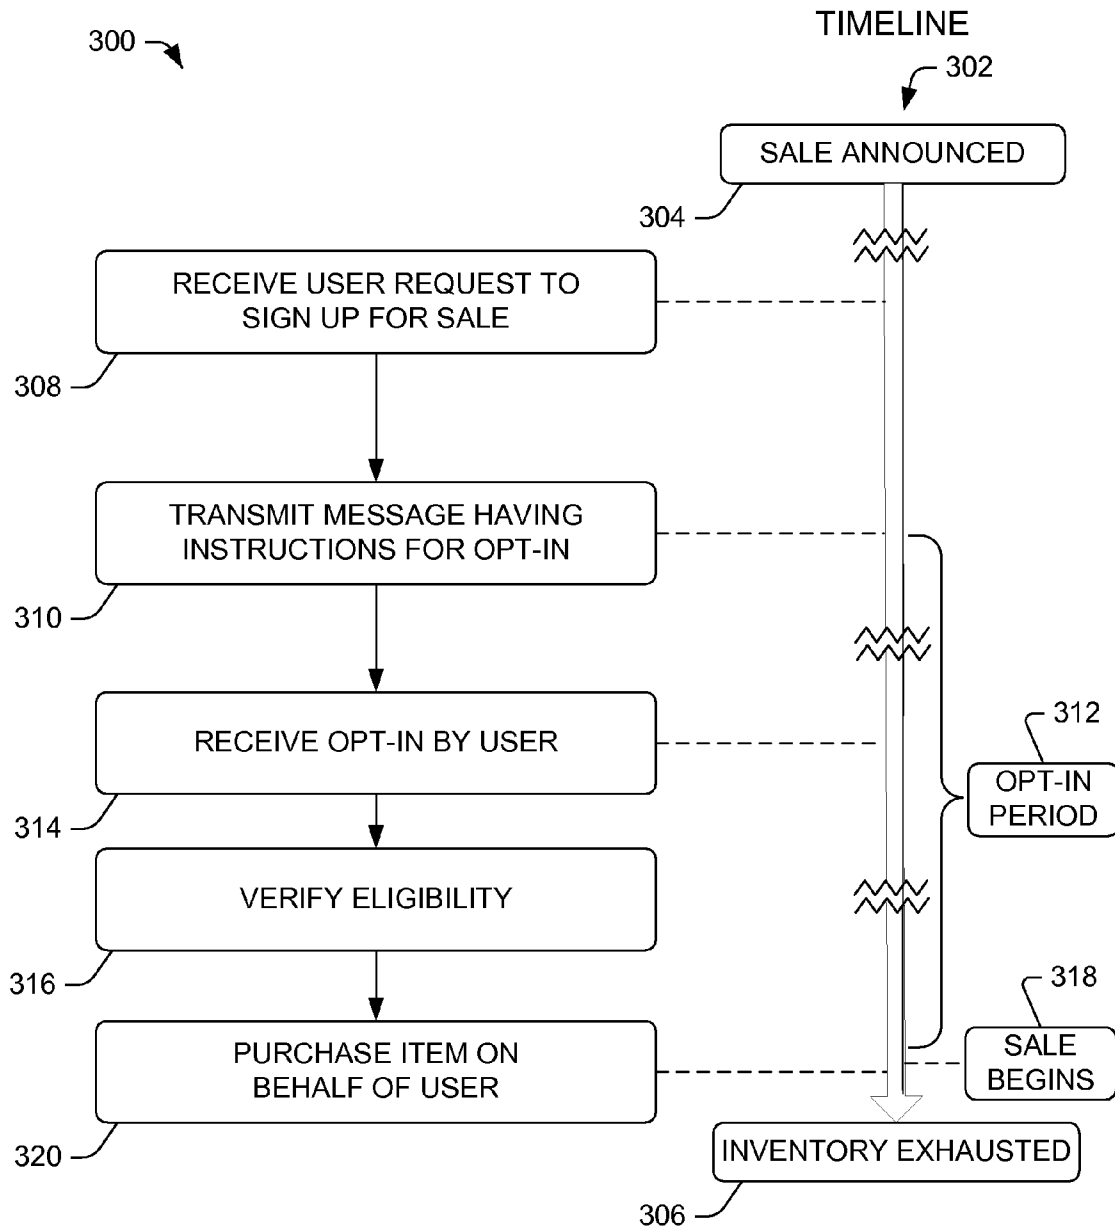 TIMELINE
300
302
SALE ANNOUNCED
304
RECEIVE USER REQUEST TO
SIGN UP FOR SALE
308
TRANSMIT MESSAGE HAVING
INSTRUCTIONS FOR OPT-IN
310
RECEIVE OPT-IN BY USER
314
312
OPT-IN
PERIOD
VERIFY ELIGIBILITY
316
318
SALE
BEGINS
PURCHASE ITEM ON
BEHALF OF USER
320
INVENTORY EXHAUSTED
306